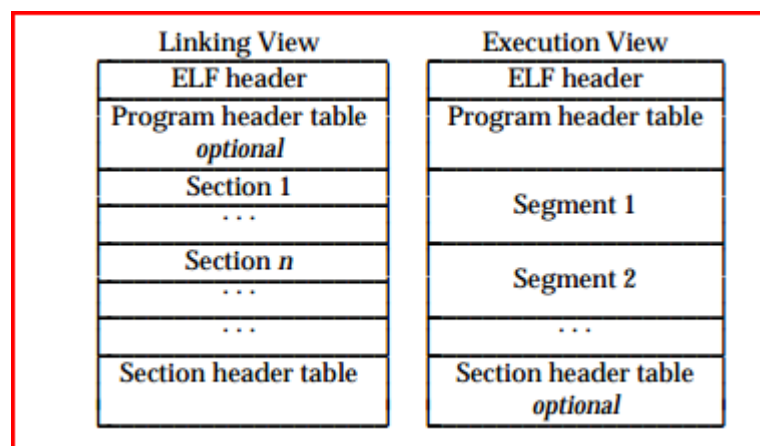 Linking View
ELF header
Program header table
optional
Section 1
. . .
Section n
. . .
. . .
Section header table
Execution View
ELF header
Program header table
Segment 1
Segment 2
. . .
Section header table
optional